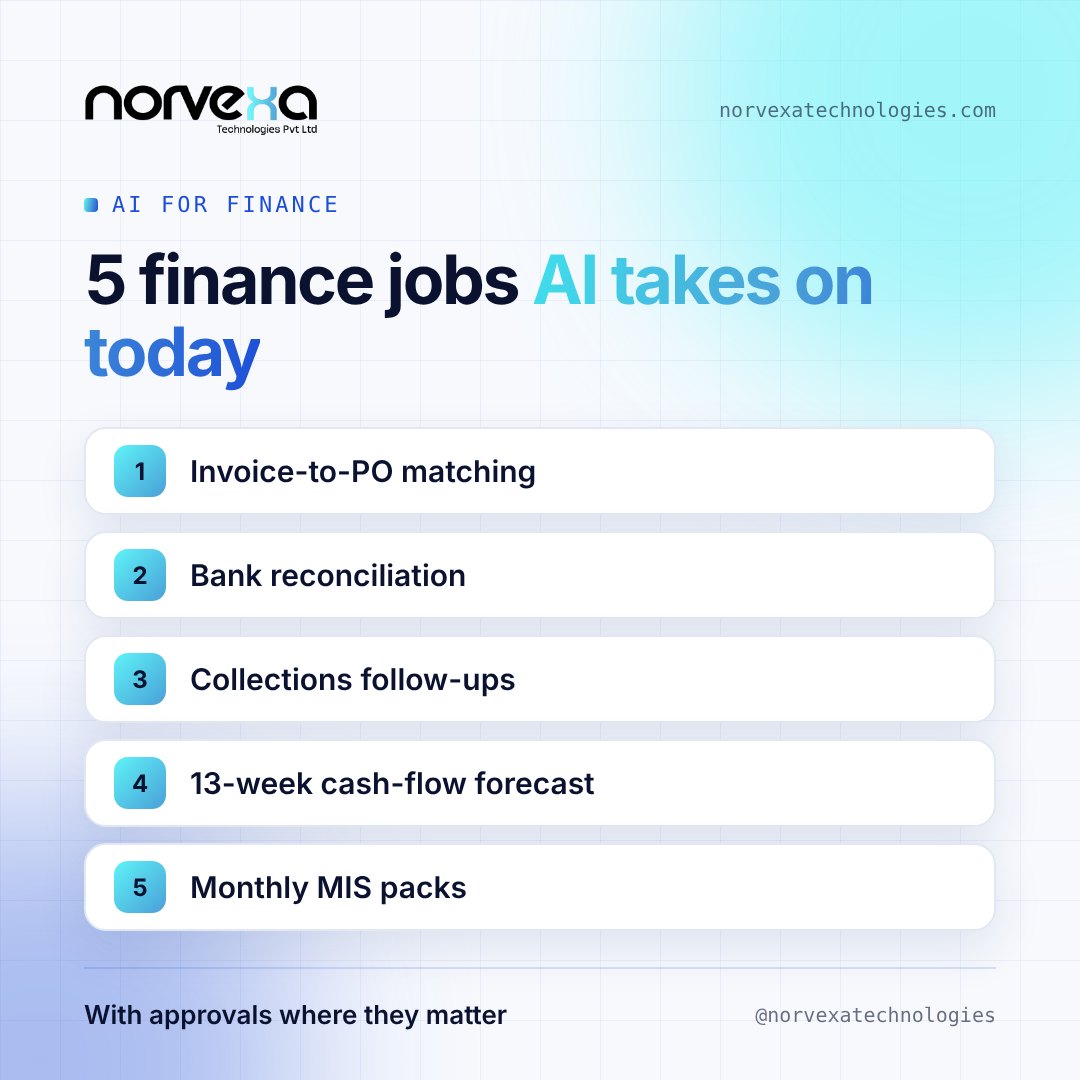 norvexa
Technologies Pvt Ltd
norvexatechnologies.com
AI FOR FINANCE
5 finance jobs AI takes on
today
1 Invoice-to-PO matching
2 Bank reconciliation
3 Collections follow-ups
4 13-week cash-flow forecast
5 Monthly MIS packs
With approvals where they matter
@norvexatechnologies